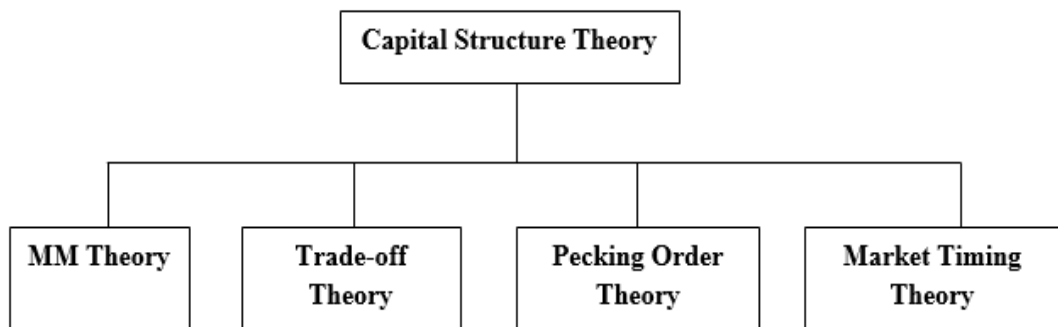 Capital Structure Theory
MM Theory
Trade-off
Theory
Pecking Order
Theory
Market Timing
Theory